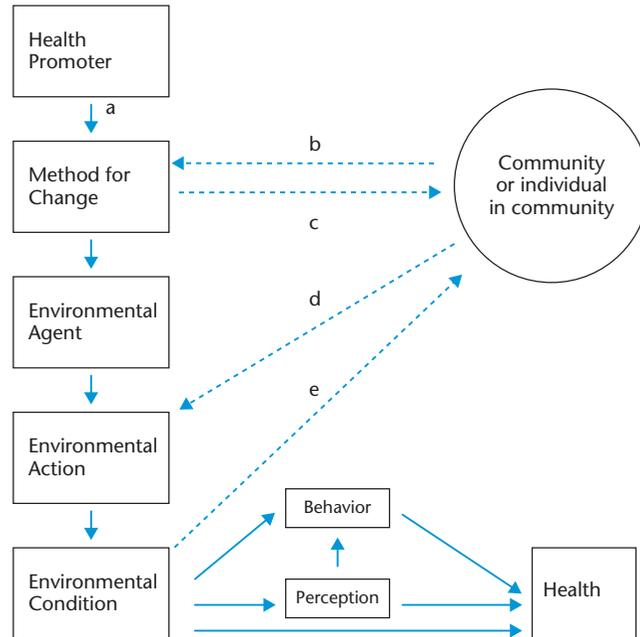 Health
Promoter
a
b
Method for
Change
Community
or individual
in community
c
Environmental
Agent
d
e
Environmental
Action
Behavior
Environmental
Condition
Perception
Health